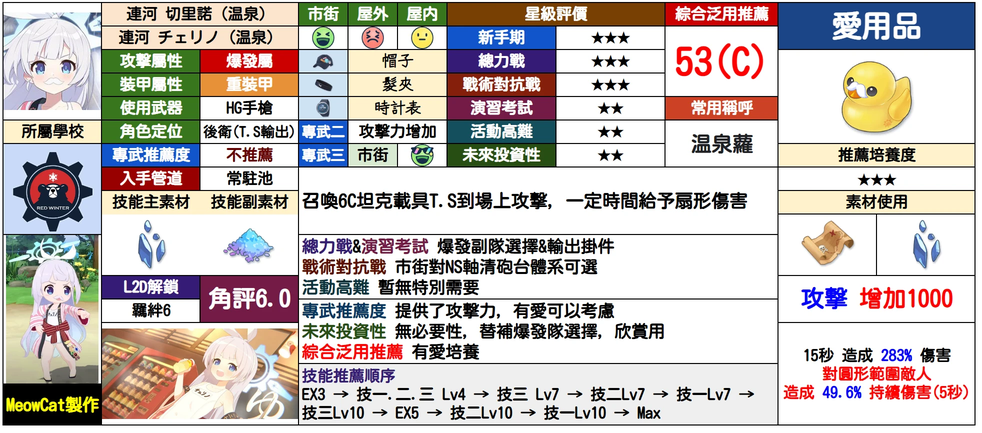 連河 切里諾（溫泉）
連河 チェリノ（温泉）
攻擊屬性 爆發屬
裝甲屬性 重裝甲
使用武器 HG手槍
所屬學校
角色定位 後衛(T.S輸出)
專武推薦度 不推薦
入手管道 常駐池
RED WINTER
技能主素材 技能副素材
L2D解鎖
羈絆6
角評6.0
MeowCat製作
ゆ
市街 屋外 屋內
帽子
髮夾
時計表
專武二 攻擊力增加
專武三 市街
星級評價
新手期 ★★★
總力戰 ★★★
戰術對抗戰 ★★★
演習考試 ★★
活動高難 ★★
未來投資性 ★★
綜合泛用推薦
53(C)
常用稱呼
溫泉蘿
召喚6C坦克載具T.S到場上攻擊, 一定時間給予扇形傷害
總力戰&演習考試 爆發副隊選擇&輸出掛件
戰術對抗戰 市街對NS軸清砲台體系可選
活動高難 暫無特別需要
專武推薦度 提供了攻擊力, 有愛可以考慮
未來投資性 無必要性, 替補爆發隊選擇, 欣賞用
綜合泛用推薦 有愛培養
技能推薦順序
EX3 → 技一.二.三 Lv4 → 技三 Lv7 → 技二Lv7 → 技一Lv7 →
技三Lv10 → EX5 → 技二Lv10 → 技一Lv10 → Max
愛用品
推薦培養度
★★★
素材使用
攻擊 增加1000
15秒 造成 283% 傷害
對圓形範圍敵人
造成 49.6% 持續傷害(5秒)